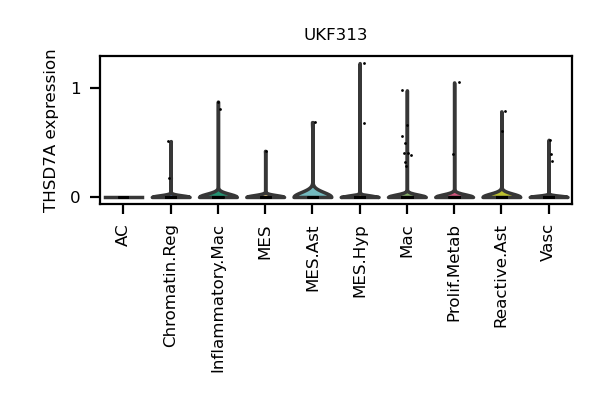 UKF313
THSD7A expression
1
0
AC
Chromatin.Reg
Inflammatory.Mac
MES
MES.Ast
MES.Hyp
Mac
Prolif.Metab
Reactive.Ast
Vasc